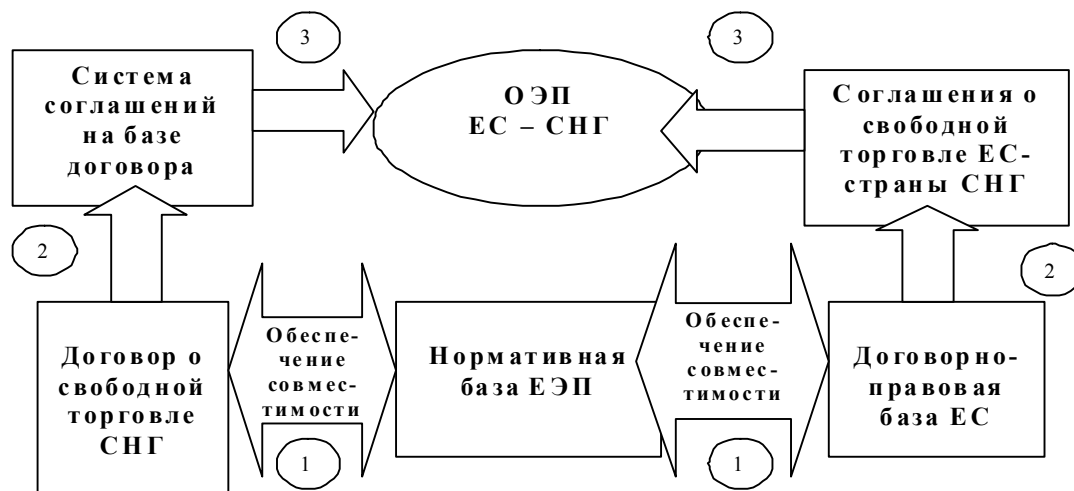 3
3
Система
соглашений
на базе
договора
ОЭП
ЕС – СНГ
Соглашения о
свободной
торговле ЕС-
страны СНГ
2
2
Договор о
свободной
торговле
СНГ
Обеспе-
чение
совмес-
тимости
Нормативная
база ЕЭП
Обеспе-
чение
совмес-
тимости
Договорно-
правовая
база ЕС
1
1